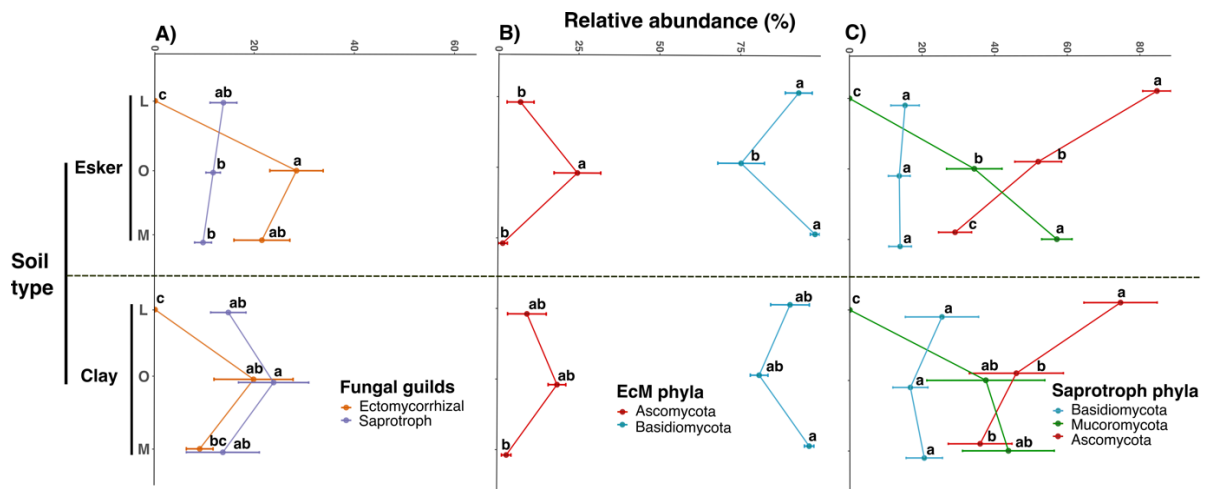 Relative abundance (%)
A)
B)
C)
0 20 40 60
0 25 50 75
0 20 40 60 80
Soil type
Esker
L
O
M
Clay
L
O
M
c ab
b a
b ab
c ab
ab a
bc ab
b a
a b
b a
ab ab
ab ab
b a
c a a
a b b
c a a
c a a
a ab b
b ab a
Fungal guilds
Ectomycorrhizal
Saprotroph
EcM phyla
Ascomycota
Basidiomycota
Saprotroph phyla
Basidiomycota
Mucoromycota
Ascomycota